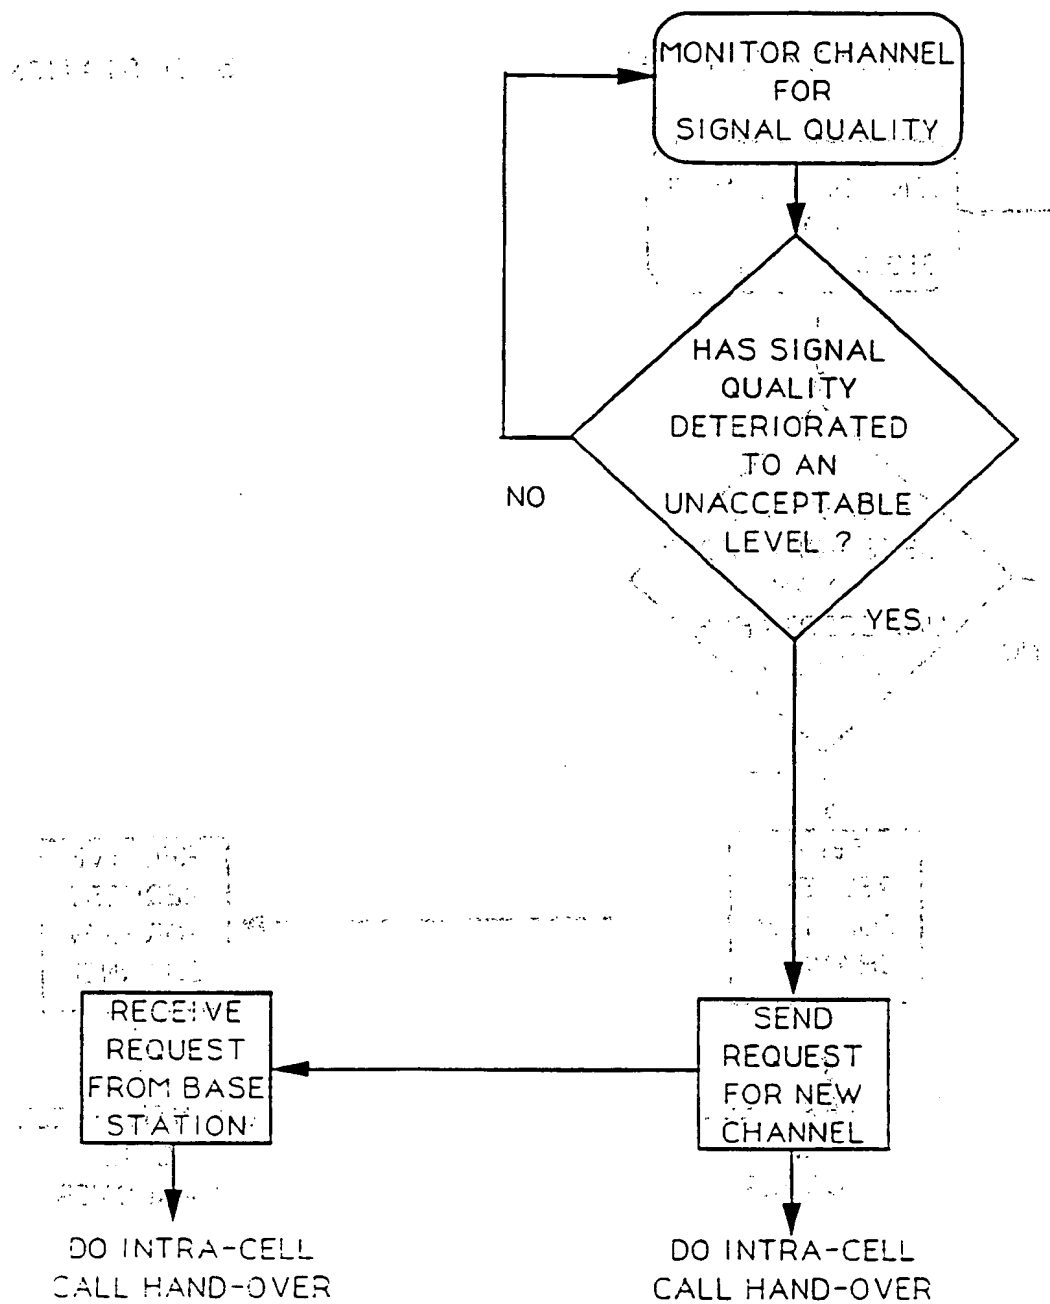 MONITOR CHANNEL
FOR
SIGNAL QUALITY
HAS SIGNAL
QUALITY
DETERIORATED
TO AN
UNACCEPTABLE
LEVEL ?
NO
YES
SEND
REQUEST
FOR NEW
CHANNEL
RECEIVE
REQUEST
FROM BASE
STATION
DO INTRA-CELL
CALL HAND-OVER
DO INTRA-CELL
CALL HAND-OVER